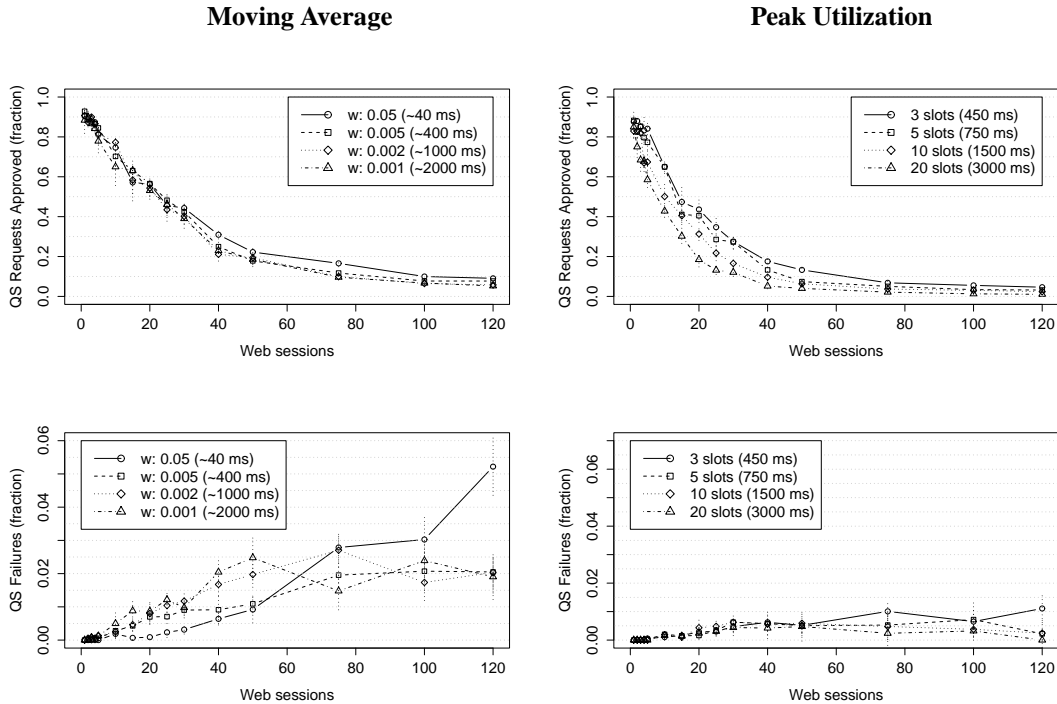 Moving Average
Peak Utilization
QS Requests Approved (fraction)
1.0
0.8
0.6
0.4
0.2
0.0
w: 0.05 (~40 ms)
w: 0.005 (~400 ms)
w: 0.002 (~1000 ms)
w: 0.001 (~2000 ms)
0 20 40 60 80 100 120
Web sessions
QS Requests Approved (fraction)
1.0
0.8
0.6
0.4
0.2
0.0
3 slots (450 ms)
5 slots (750 ms)
10 slots (1500 ms)
20 slots (3000 ms)
0 20 40 60 80 100 120
Web sessions
QS Failures (fraction)
0.06
0.04
0.02
0.00
w: 0.05 (~40 ms)
w: 0.005 (~400 ms)
w: 0.002 (~1000 ms)
w: 0.001 (~2000 ms)
0 20 40 60 80 100 120
Web sessions
QS Failures (fraction)
0.06
0.04
0.02
0.00
3 slots (450 ms)
5 slots (750 ms)
10 slots (1500 ms)
20 slots (3000 ms)
0 20 40 60 80 100 120
Web sessions